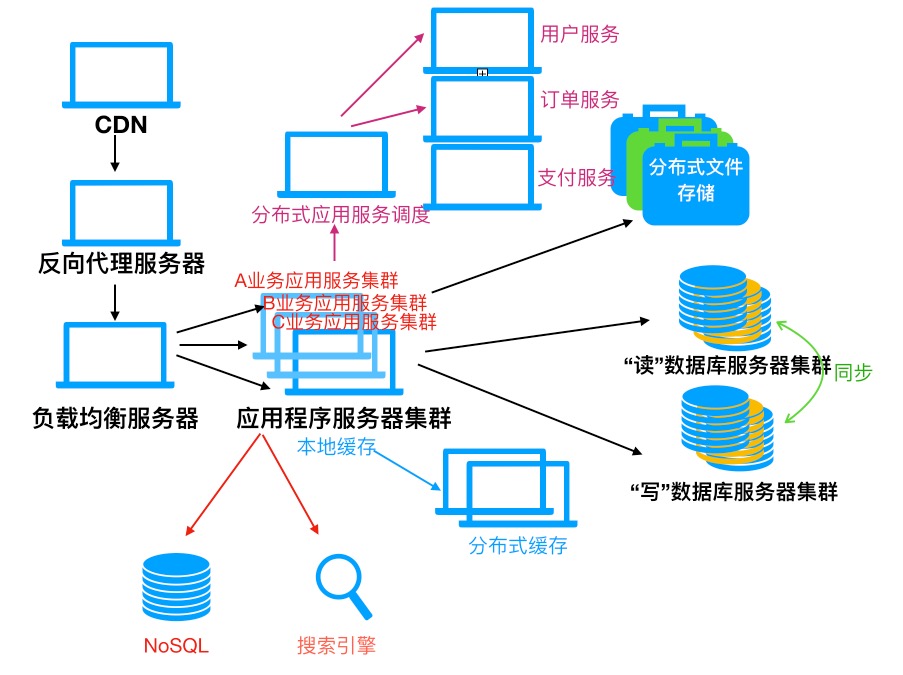 用户服务
CDN
订单服务
分布式文件
存储
支付服务
分布式应用服务调度
反向代理服务器
A业务应用服务集群
B业务应用服务集群
C业务应用服务集群
“读”数据库服务器集群
同步
负载均衡服务器
应用程序服务器集群
本地缓存
“写”数据库服务器集群
分布式缓存
NoSQL
搜索引擎